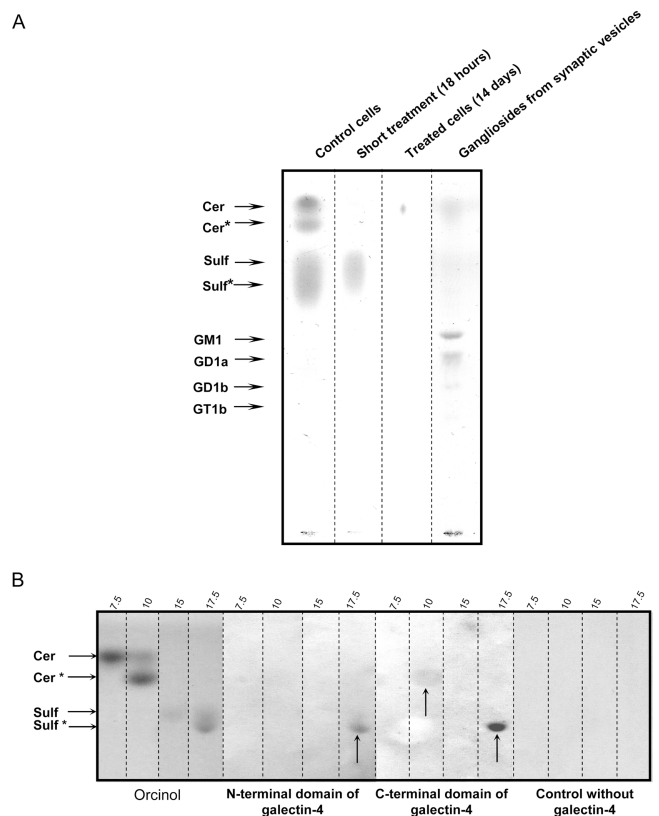 A
Control cells
Short treatment (18 hours)
Treated cells (14 days)
Gangliosides from synaptic vesicles
Cer
Cer*
Sulf
Sulf*
GM1
GD1a
GD1b
GT1b
B
7.5 10 15 17.5 7.5 10 15 17.5 7.5 10 15 17.5 7.5 10 15 17.5
Cer
Cer *
Sulf
Sulf *
Orcinol
N-terminal domain of
galectin-4
C-terminal domain of
galectin-4
Control without
galectin-4